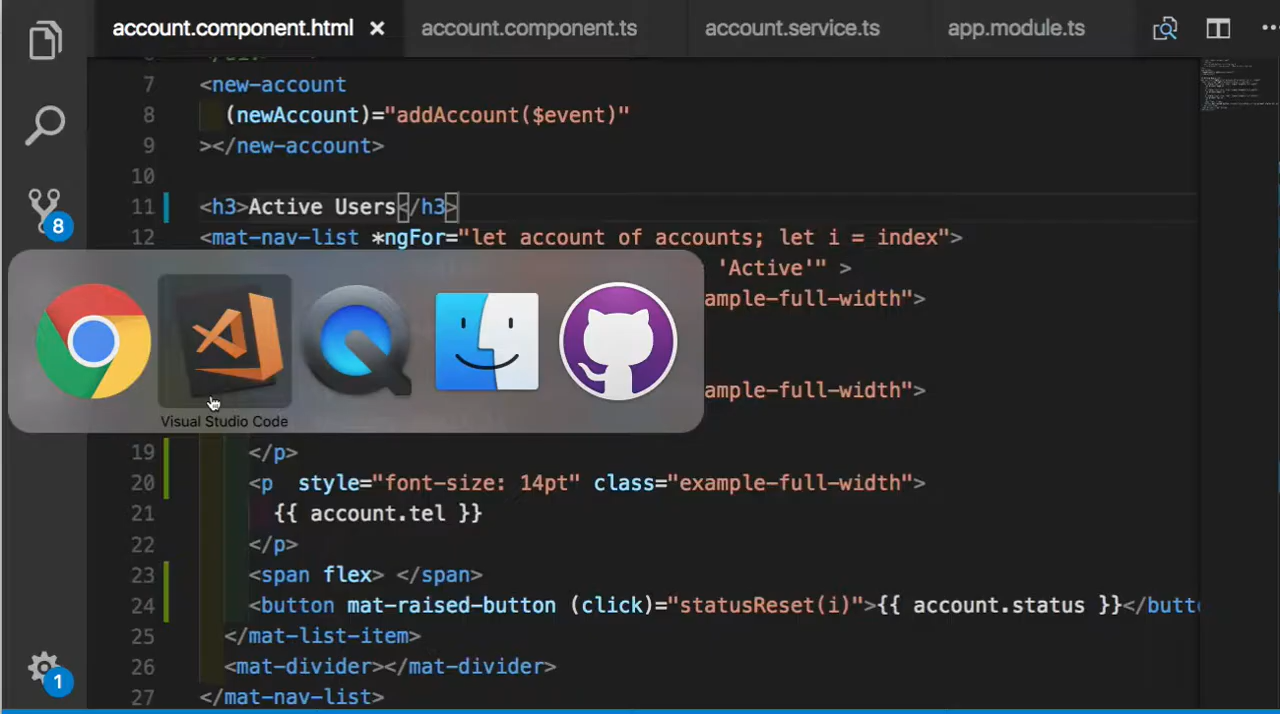 account.component.html × account.component.ts account.service.ts app.module.ts
7 <new-account
8 (newAccount)="addAccount($event)"
9 ></new-account>
10
11 <h3>Active Users</h3>
12 <mat-nav-list *ngFor="let account of accounts; let i = index">
'Active'" >
ample-full-width">
ample-full-width">
Visual Studio Code
19 </p>
20 <p  style="font-size: 14pt" class="example-full-width">
21 {{ account.tel }}
22 </p>
23 <span flex> </span>
24 <button mat-raised-button (click)="statusReset(i)">{{ account.status }}</butto
25 </mat-list-item>
26 <mat-divider></mat-divider>
27 </mat-nav-list>
8
1